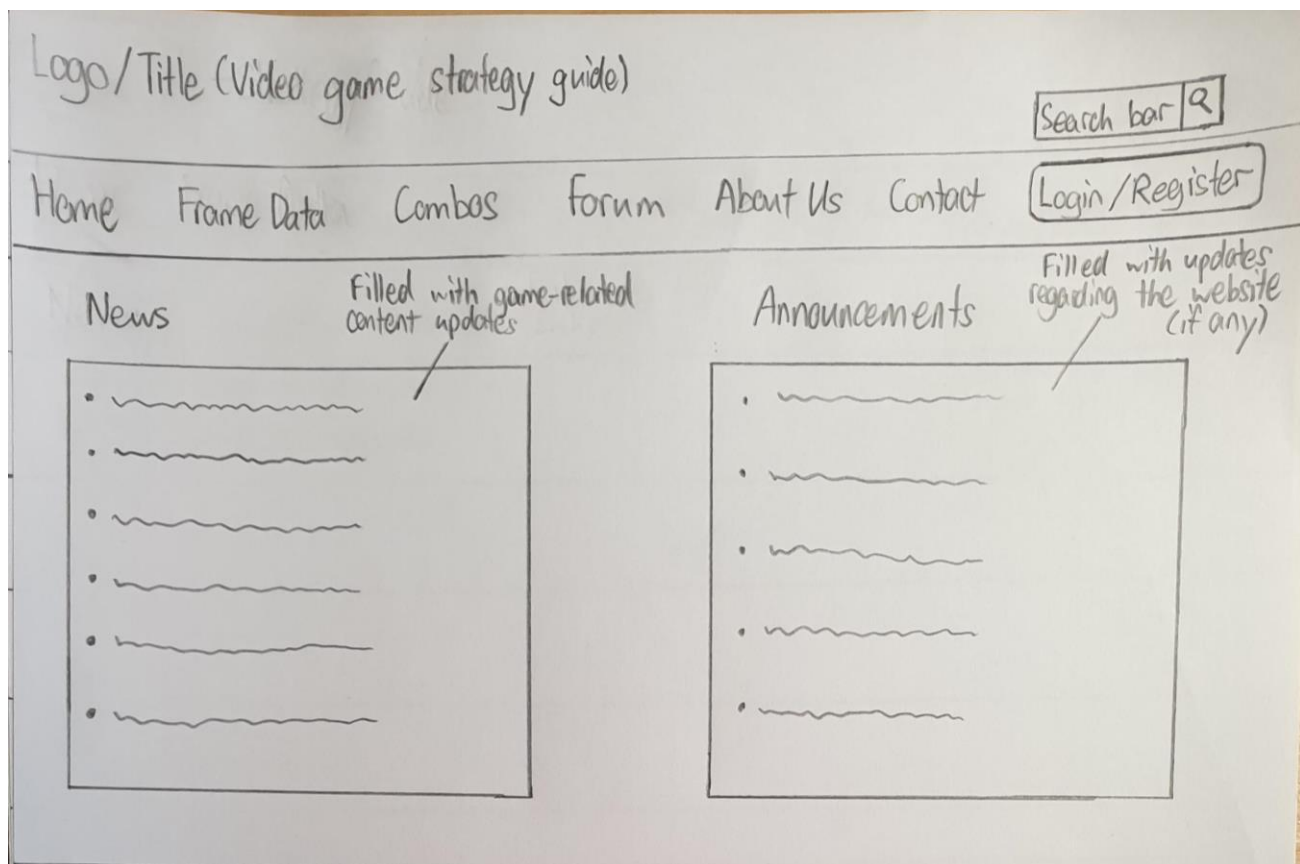 Logo/Title (Video game strategy guide)
Search bar
Home Frame Data Combos Forum About Us Contact Login/Register
News
Filled with game-related
content updates
Announcements
Filled with updates
regarding the website
(if any)